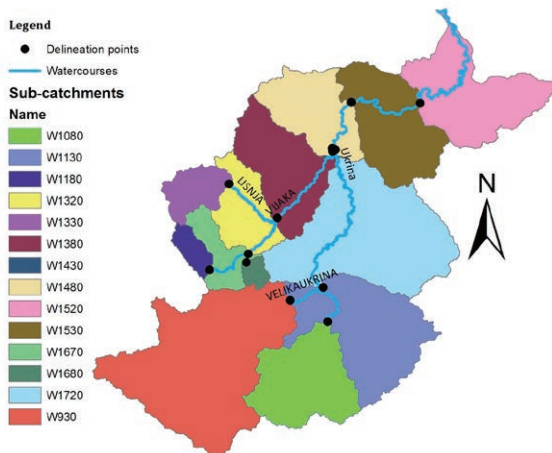 Legend
Delineation points
Watercourses
Sub-catchments
Name
W1080
W1130
W1180
W1320
W1330
W1380
W1430
W1480
W1520
W1530
W1670
W1680
W1720
W930
N
Ukrina
USNJA
VIJAKA
VELIKAUKRINA